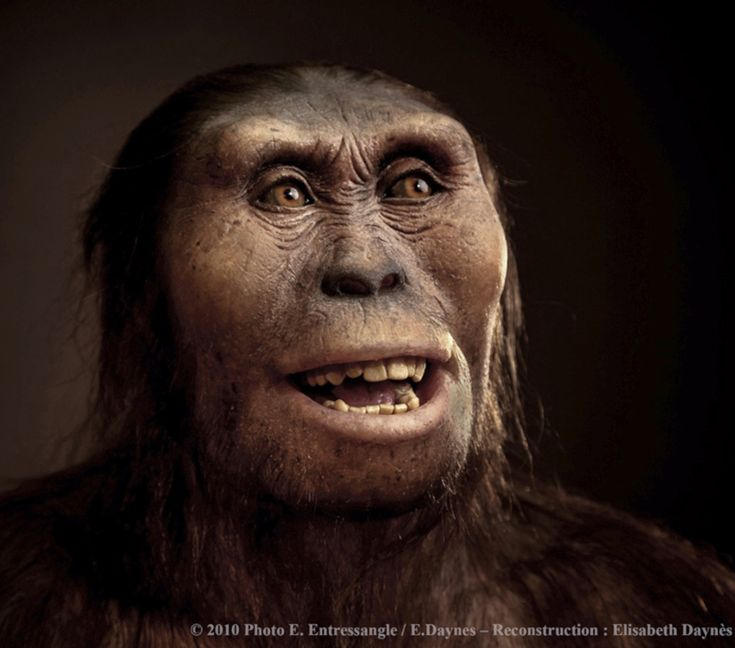 © 2010 Photo E. Entressangle / E.Daynes – Reconstruction : Elisabeth Daynès